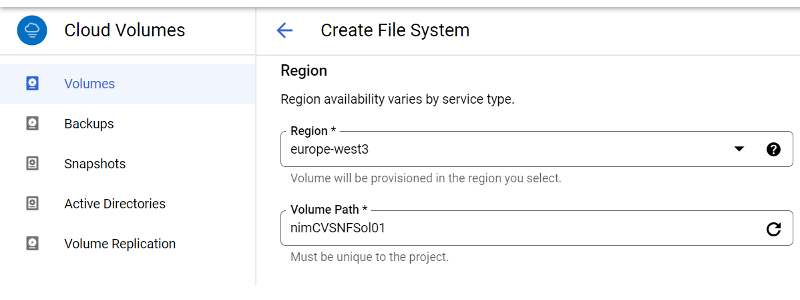 Cloud Volumes
Create File System
Volumes
Backups
Snapshots
Active Directories
Volume Replication
Region
Region availability varies by service type.
Region *
europe-west3
Volume will be provisioned in the region you select.
Volume Path *
nimCVSNFSol01
Must be unique to the project.